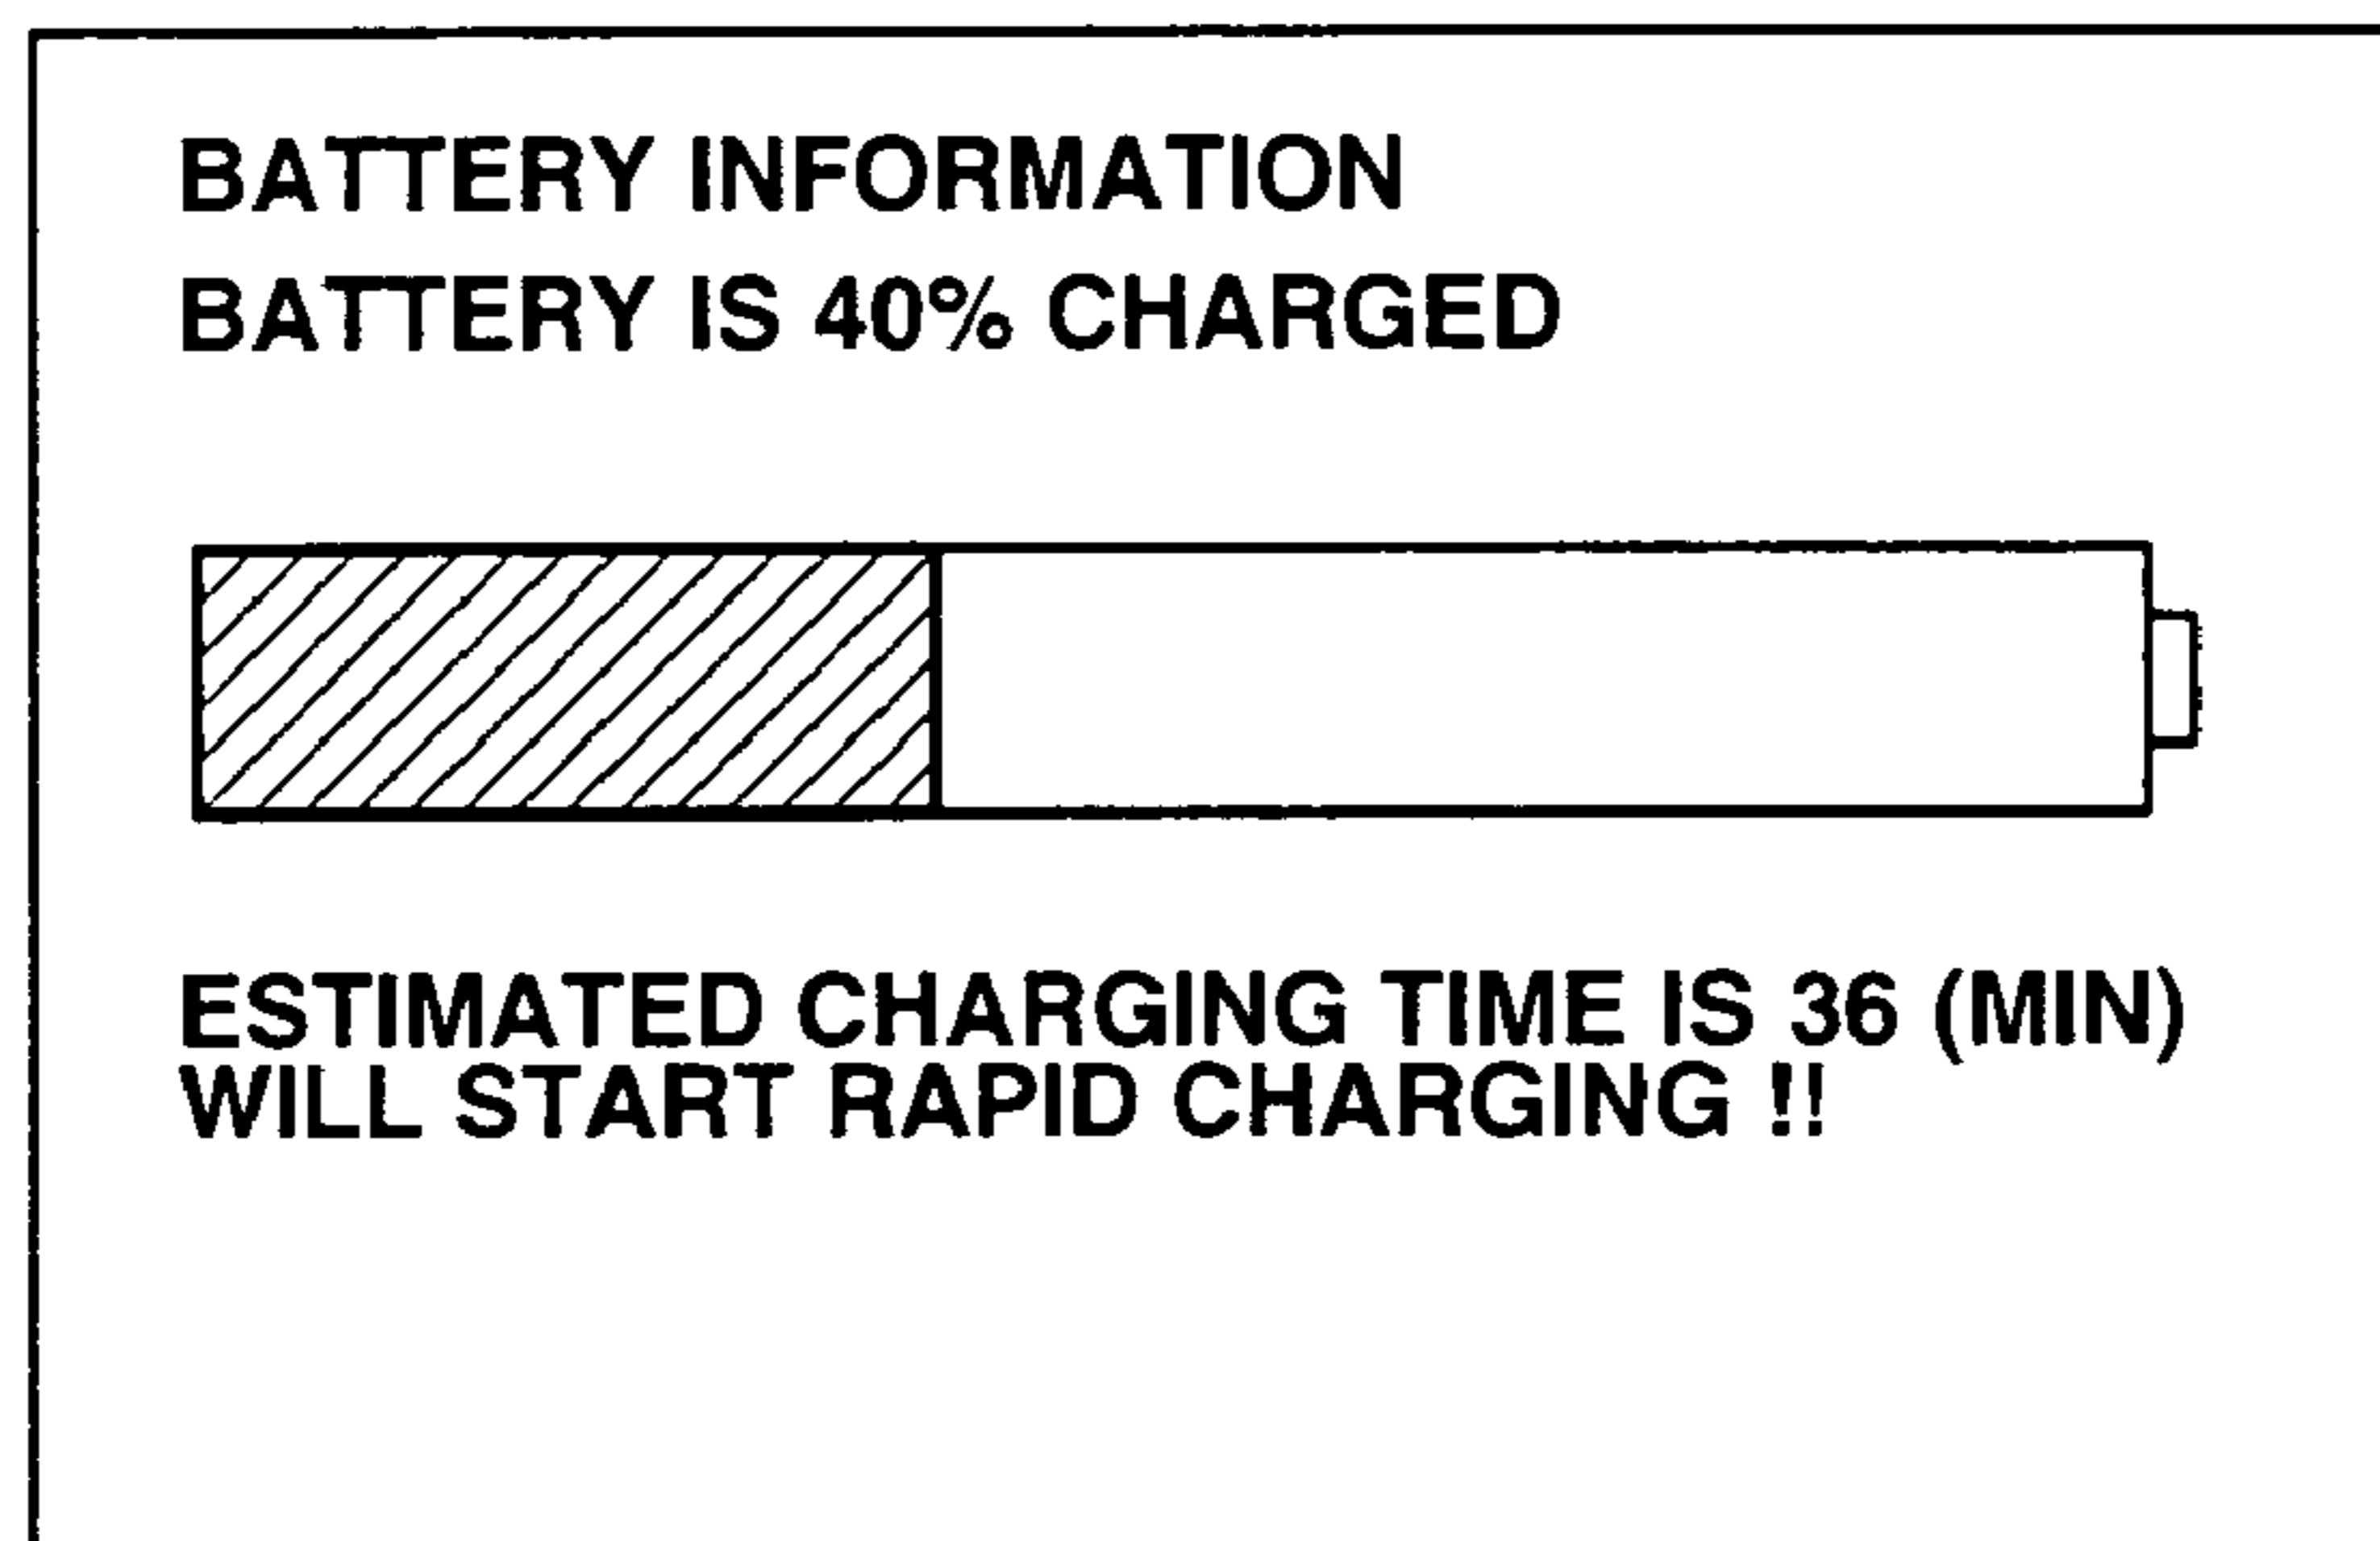 BATTERY INFORMATION
BATTERY IS 40% CHARGED
ESTIMATED CHARGING TIME IS 36 (MIN)
WILL START RAPID CHARGING !!